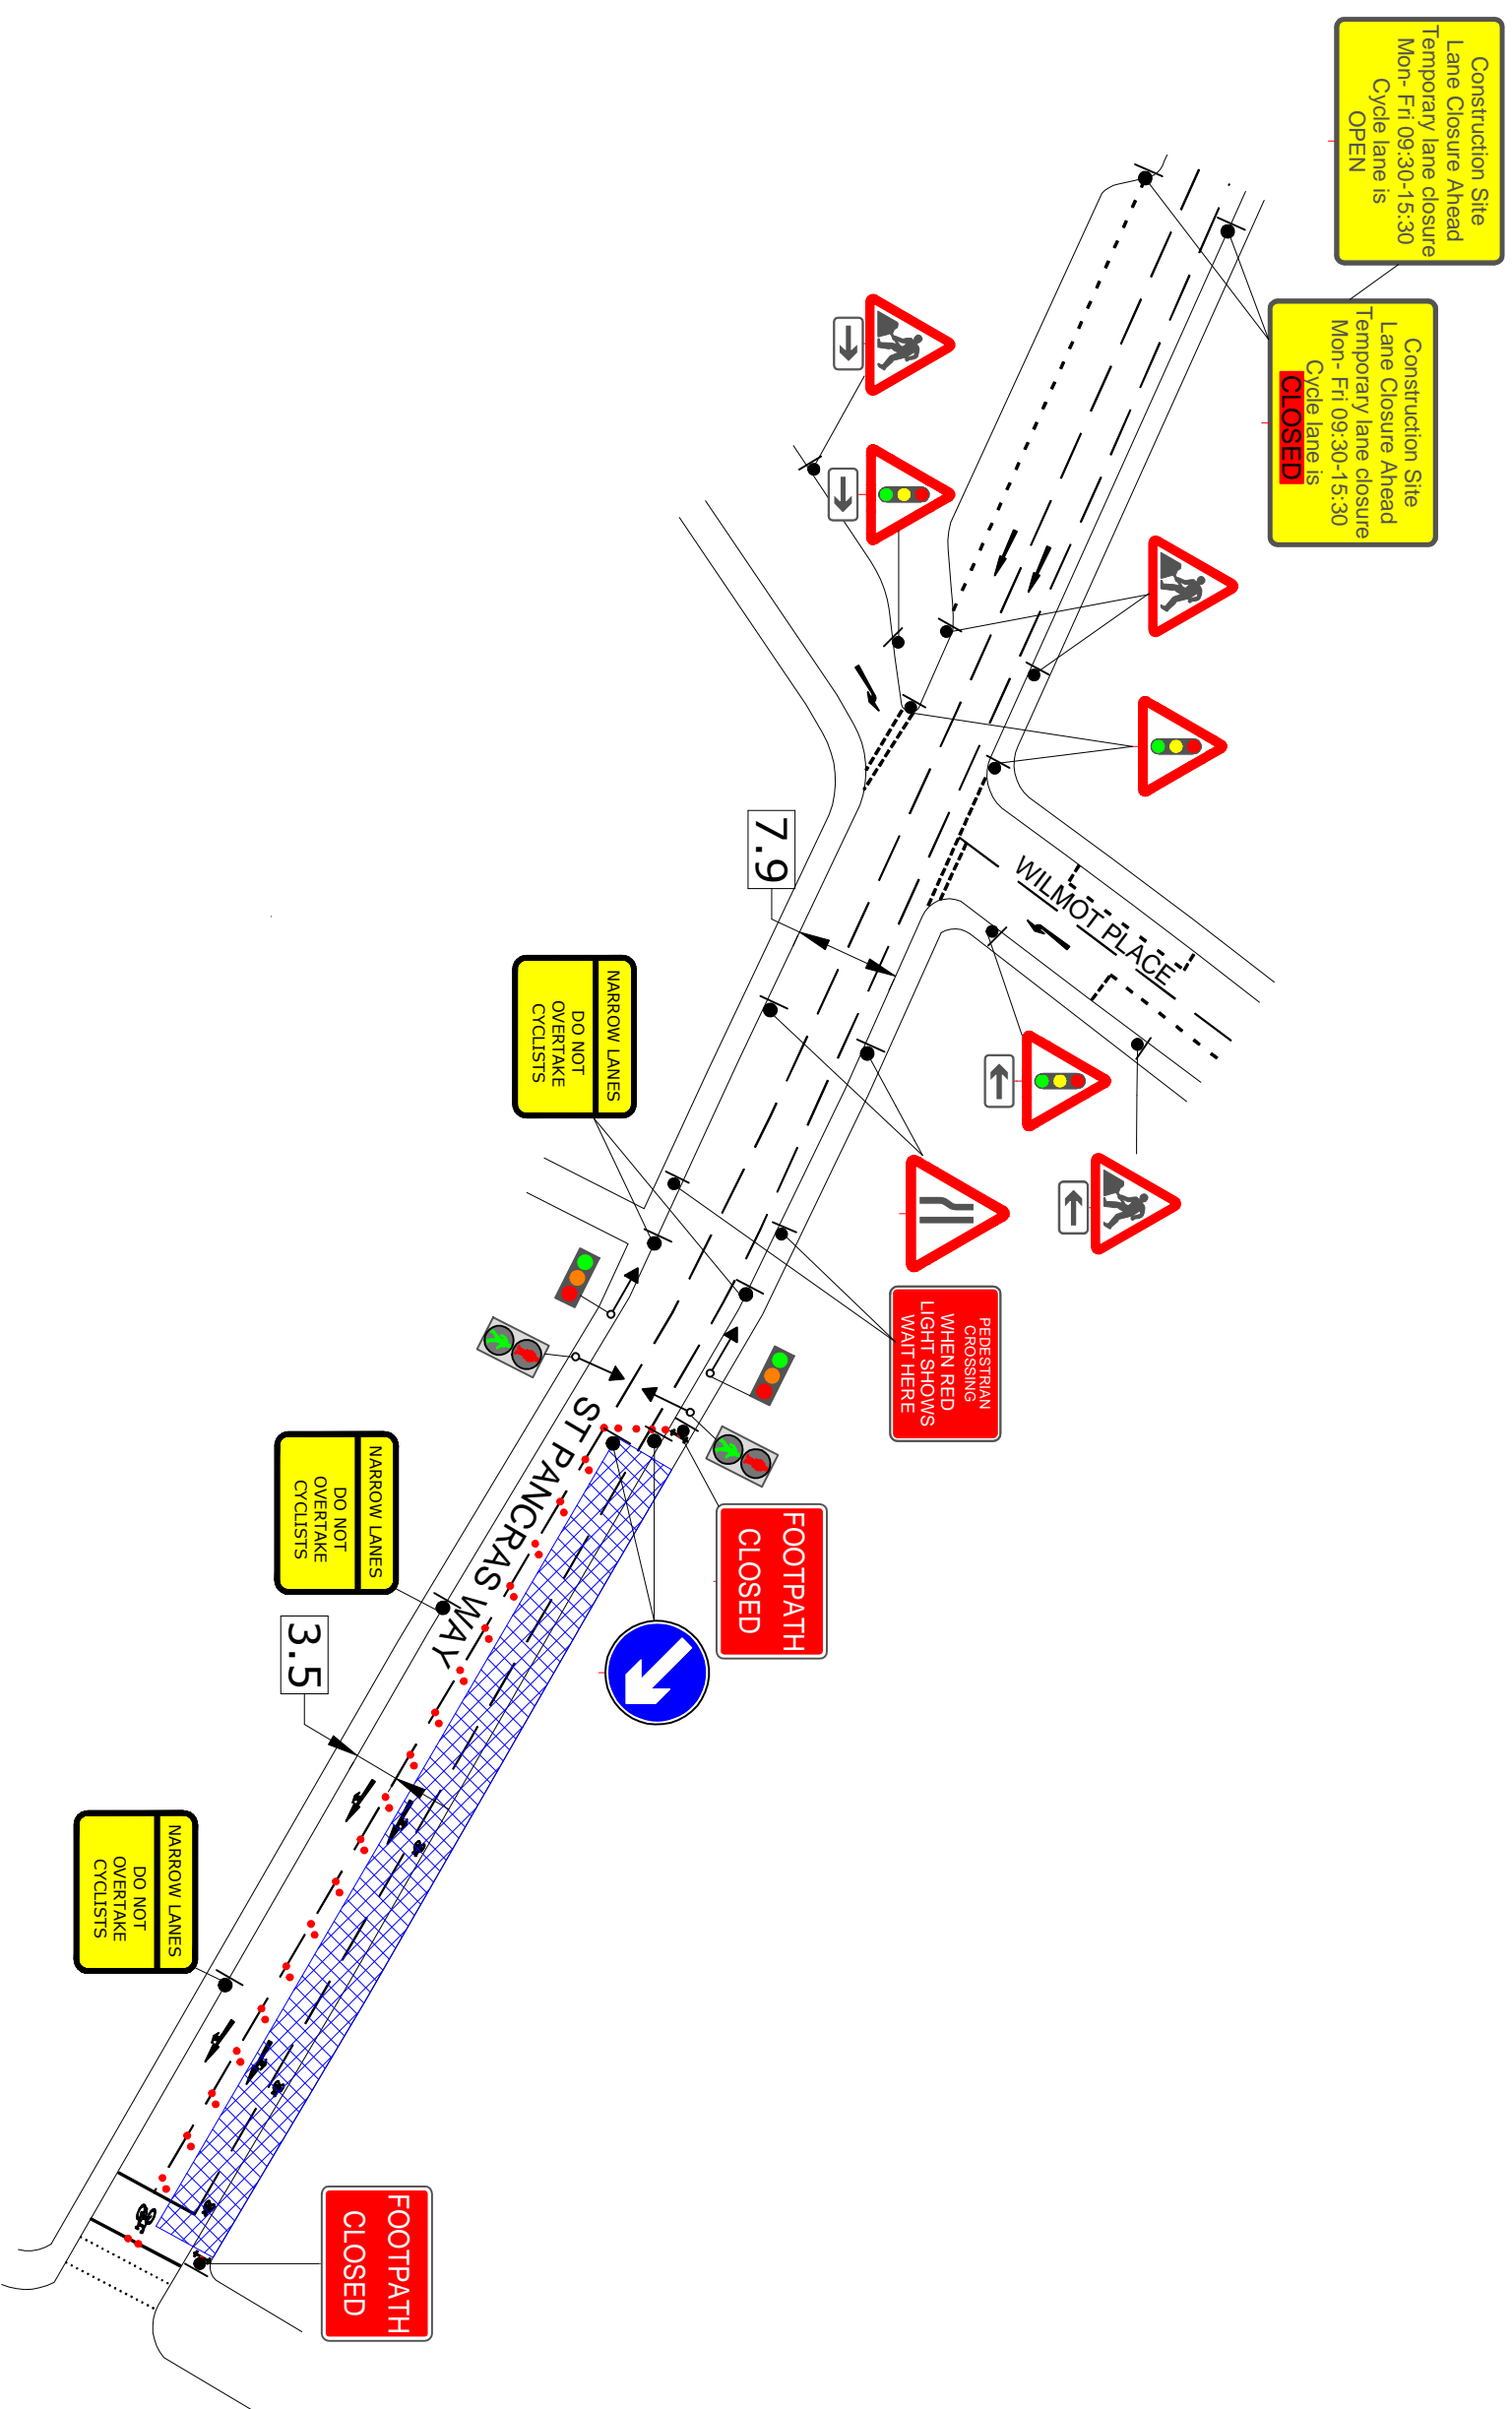 Construction Site
Lane Closure Ahead
Temporary lane closure
Mon- Fri 09:30-15:30
Cycle lane is
OPEN
Construction Site
Lane Closure Ahead
Temporary lane closure
Mon- Fri 09:30-15:30
Cycle lane is
CLOSED
WILMOT PLACE
7.9
NARROW LANES
DO NOT
OVERTAKE
CYCLISTS
PEDESTRIAN
CROSSING
WHEN RED
LIGHT SHOWS
WAIT HERE
FOOTPATH
CLOSED
ST PANCRAS WAY
NARROW LANES
DO NOT
OVERTAKE
CYCLISTS
3.5
NARROW LANES
DO NOT
OVERTAKE
CYCLISTS
FOOTPATH
CLOSED